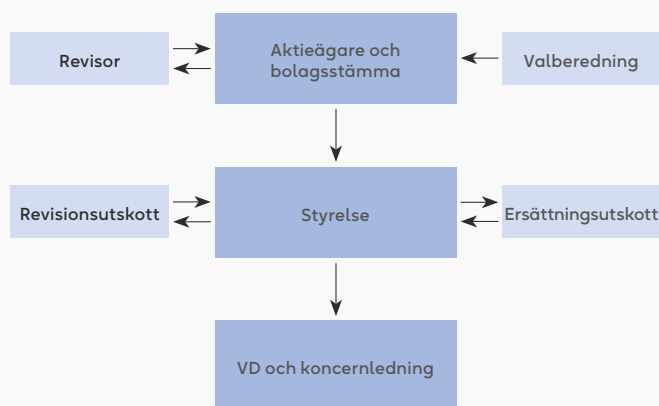 Revisor
Aktieägare och
bolagsstämma
Valberedning
Revisionsutskott
Styrelse
Ersättningsutskott
VD och koncernledning